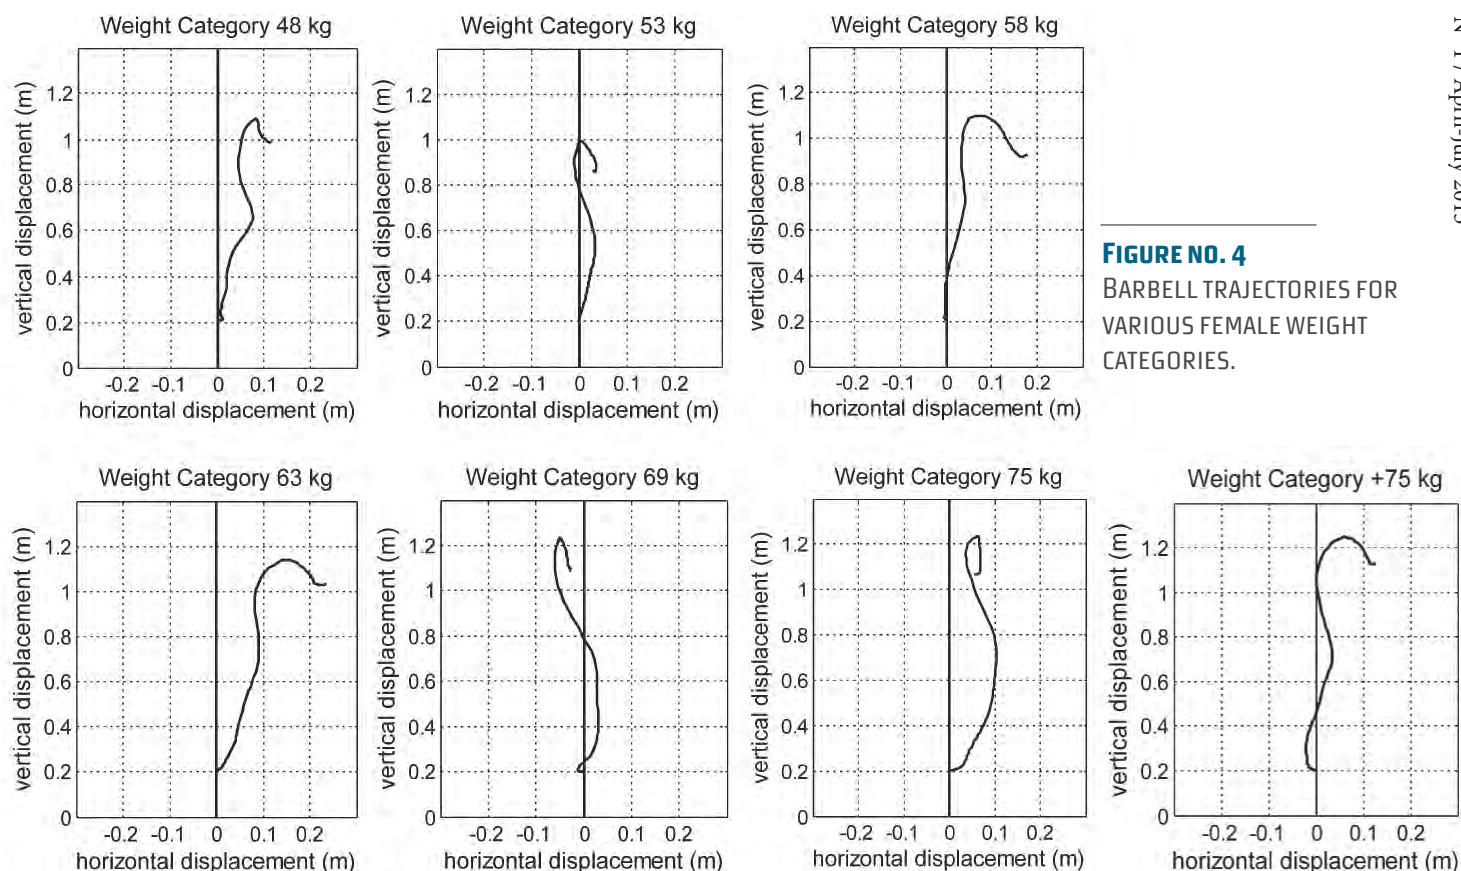 Weight Category 48 kg
vertical displacement (m)
1.2
1
0.8
0.6
0.4
0.2
0
-0.2 -0.1 0 0.1 0.2
horizontal displacement (m)
Weight Category 53 kg
vertical displacement (m)
1.2
1
0.8
0.6
0.4
0.2
0
-0.2 -0.1 0 0.1 0.2
horizontal displacement (m)
Weight Category 58 kg
vertical displacement (m)
1.2
1
0.8
0.6
0.4
0.2
0
-0.2 -0.1 0 0.1 0.2
horizontal displacement (m)
FIGURE NO. 4
BARBELL TRAJECTORIES FOR
VARIOUS FEMALE WEIGHT
CATEGORIES.
Weight Category 63 kg
vertical displacement (m)
1.2
1
0.8
0.6
0.4
0.2
0
-0.2 -0.1 0 0.1 0.2
horizontal displacement (m)
Weight Category 69 kg
vertical displacement (m)
1.2
1
0.8
0.6
0.4
0.2
0
-0.2 -0.1 0 0.1 0.2
horizontal displacement (m)
Weight Category 75 kg
vertical displacement (m)
1.2
1
0.8
0.6
0.4
0.2
0
-0.2 -0.1 0 0.1 0.2
horizontal displacement (m)
Weight Category +75 kg
vertical displacement (m)
1.2
1
0.8
0.6
0.4
0.2
0
-0.2 -0.1 0 0.1 0.2
horizontal displacement (m)